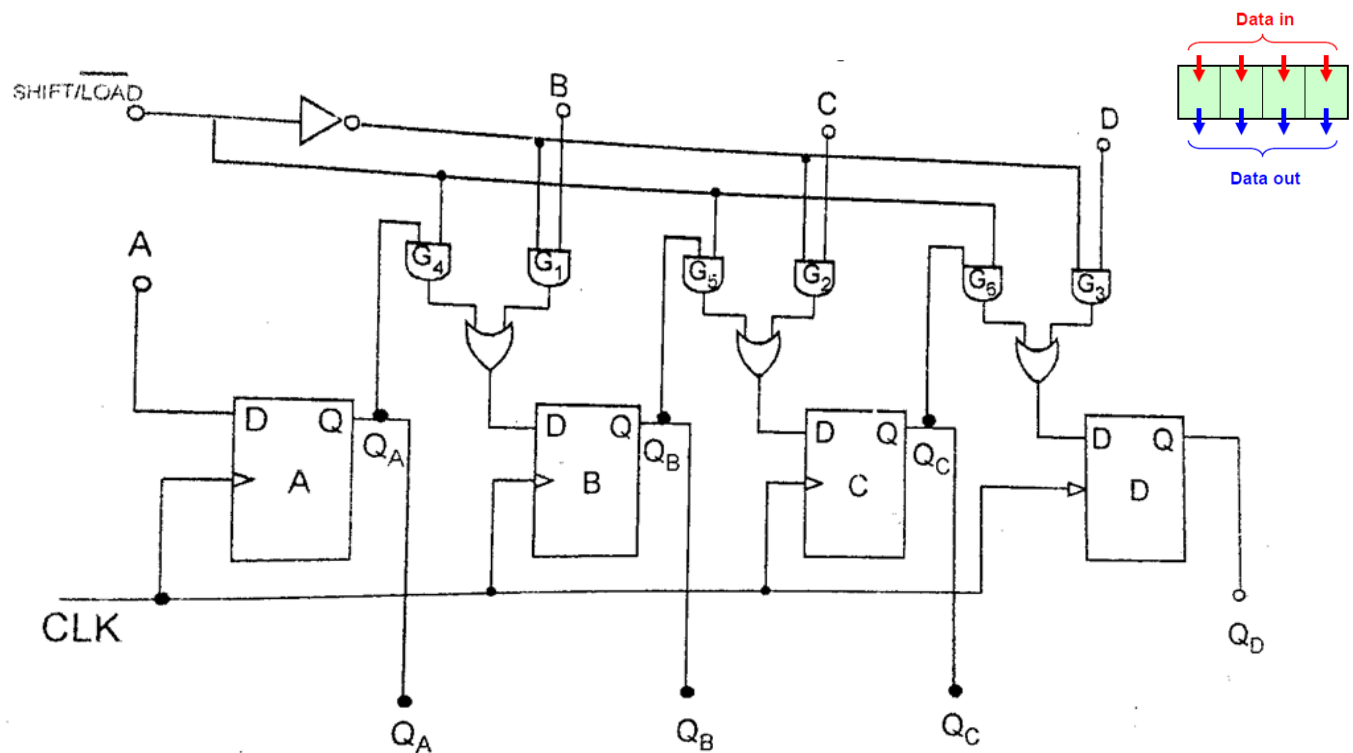 Data in
Data out
SHIFT/L̅O̅A̅D̅
B
C
D
A
G4
G1
G5
G2
G6
G3
D Q
QA
A
D Q
QB
B
D Q
QC
C
D Q
D
CLK
QA
QB
QC
QD